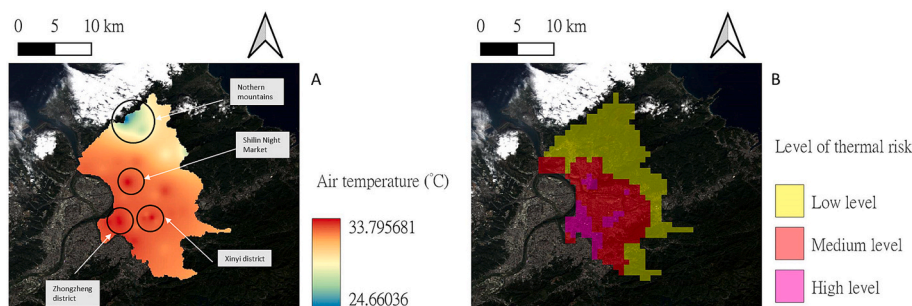 0 5 10 km
A
Nothern
mountains
Shilin Night
Market
Xinyi district
Zhongzheng
district
Air temperature (°C)
33.795681
24.66036
0 5 10 km
B
Level of thermal risk
Low level
Medium level
High level